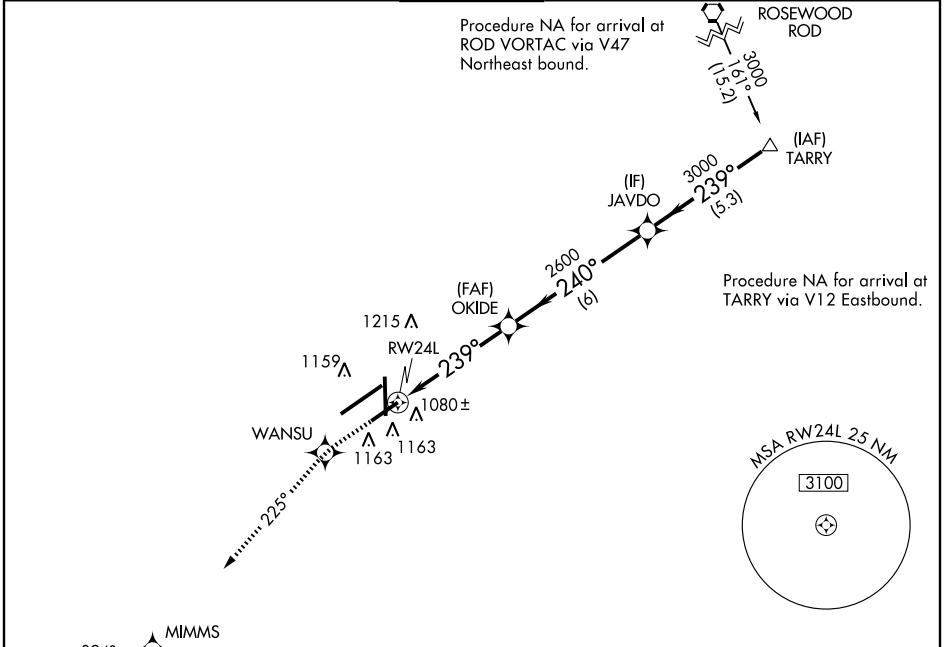 Procedure NA for arrival at
ROD VORTAC via V47
Northeast bound.
ROSEWOOD
ROD
3000
161°
(15.2)
(IAF)
TARRY
3000
239°
(5.3)
(IF)
JAVDO
2600
240°
(6)
Procedure NA for arrival at
TARRY via V12 Eastbound.
(FAF)
OKIDE
1215
RW24L
239°
1159
1080±
WANSU
1163
1163
225°
MSA RW24L 25 NM
3100
MIMMS